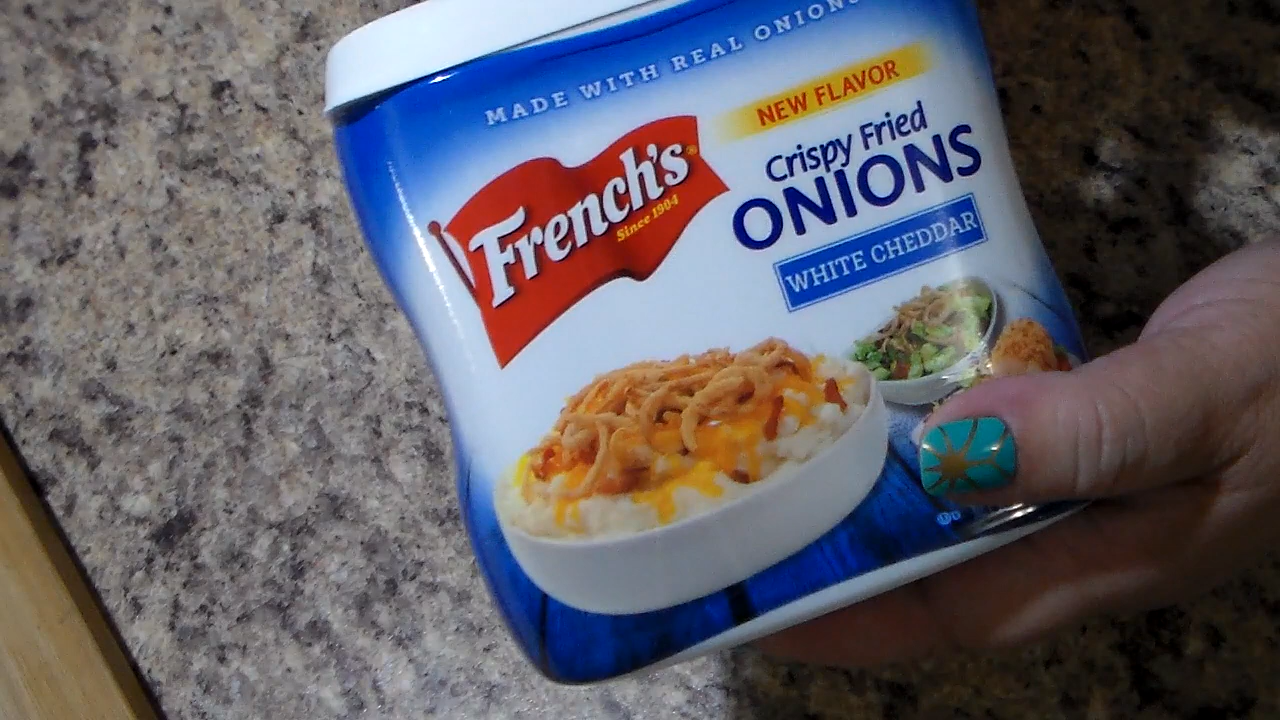 MADE WITH REAL ONIONS
NEW FLAVOR
French's®
Since 1904
Crispy Fried
ONIONS
WHITE CHEDDAR